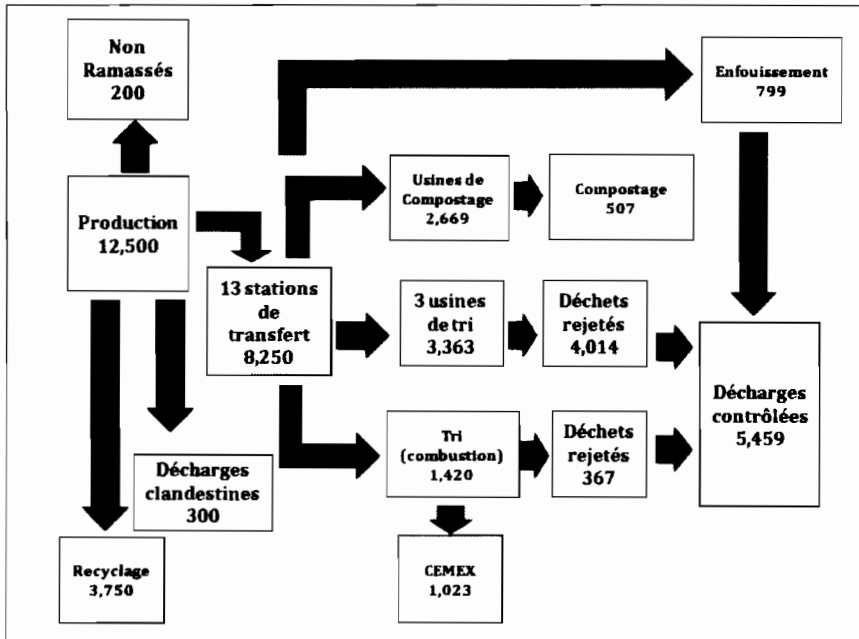 Non
Ramassés
200
Enfouissement
799
Production
12,500
Usines de
Compostage
2,669
Compostage
507
13 stations
de
transfert
8,250
3 usines
de tri
3,363
Déchets
rejetés
4,014
Décharges
contrôlées
5,459
Tri
(combustion)
1,420
Déchets
rejetés
367
Décharges
clandestines
300
Recyclage
3,750
CEMEX
1,023